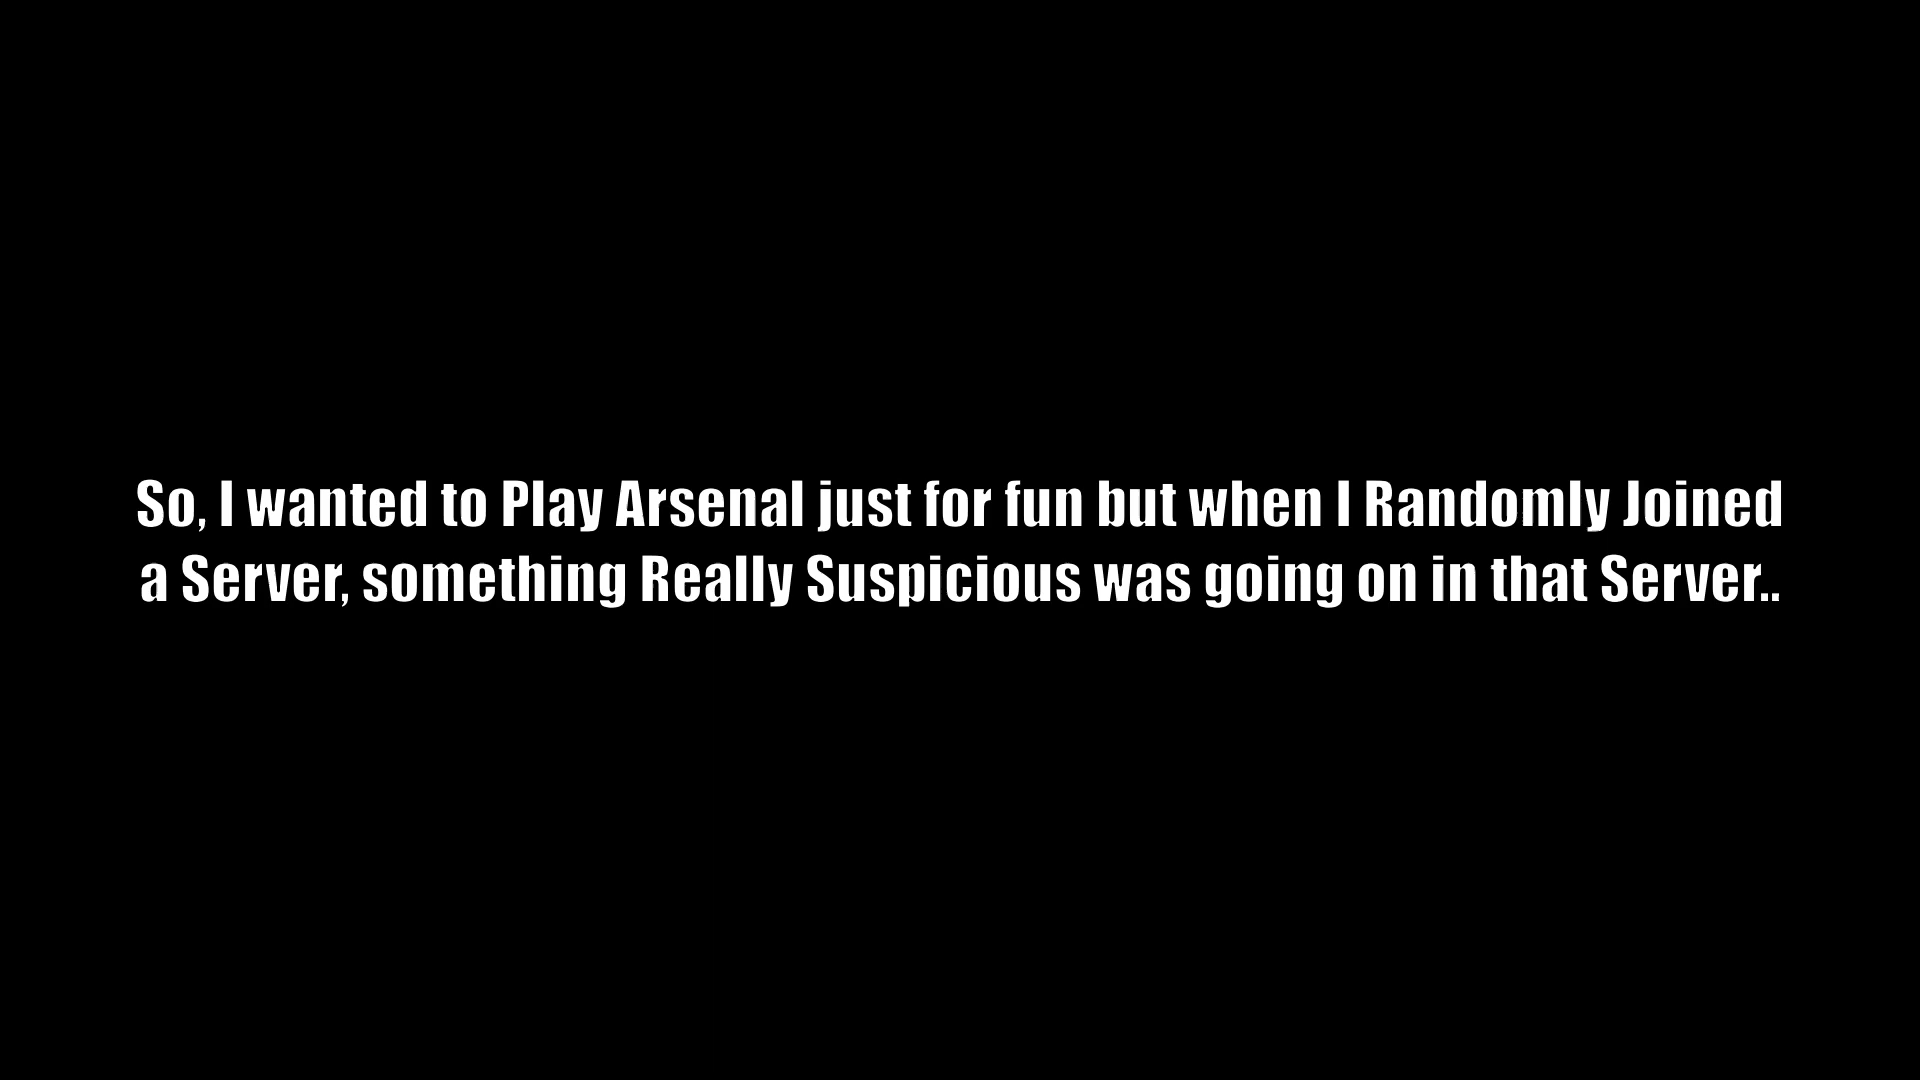 So, I wanted to Play Arsenal just for fun but when I Randomly Joined
a Server, something Really Suspicious was going on in that Server..